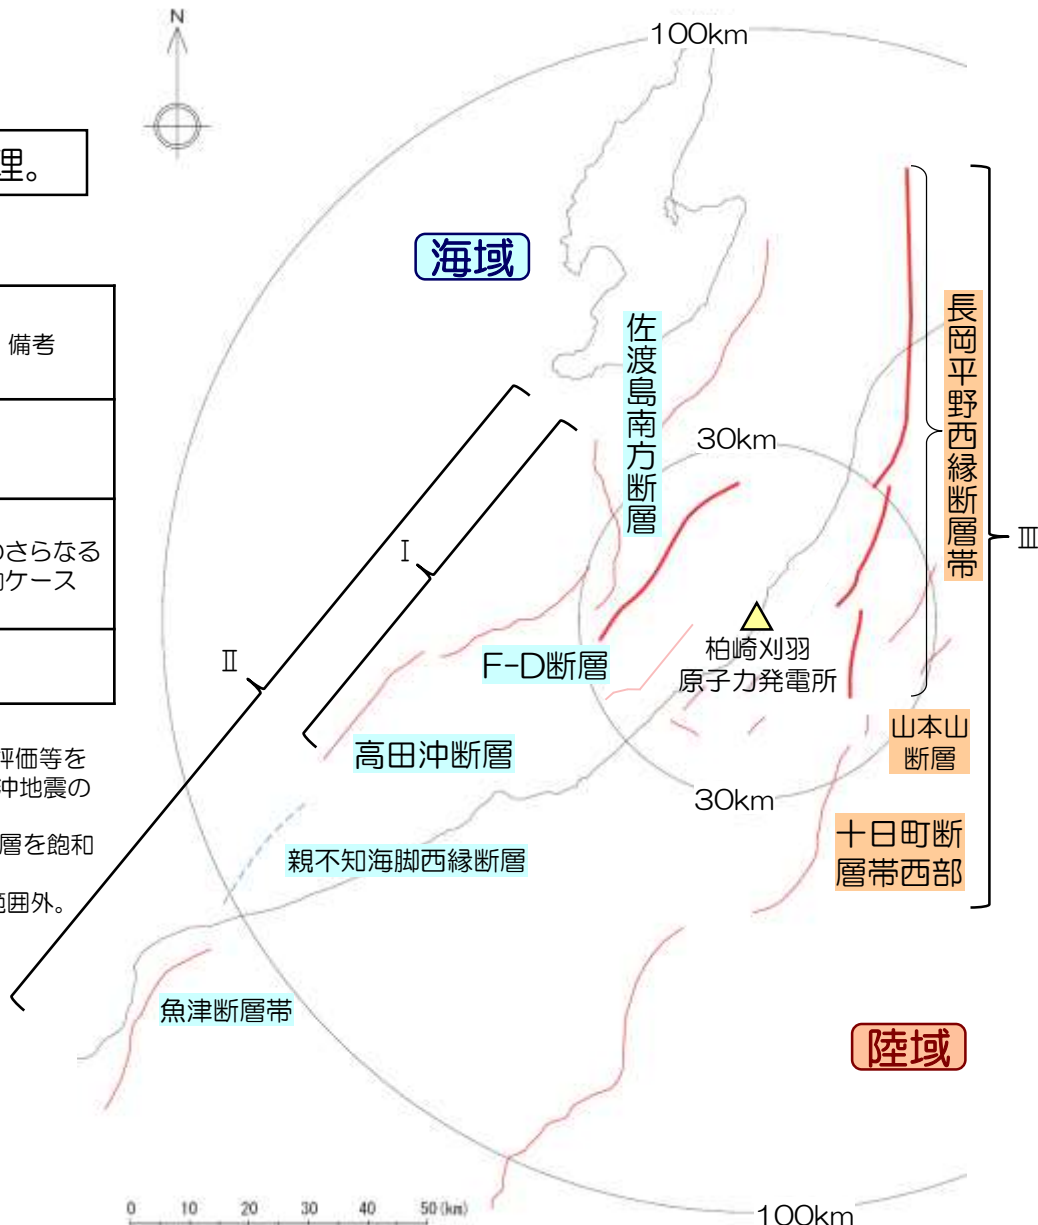 N
100km
理。
海域
備考
長岡平野西縁断層帯
佐渡島南方断層
30km
のさらなる
ケース
Ⅰ
Ⅲ
Ⅱ
F-D断層
柏崎刈羽
原子力発電所
山本山
断層
高田沖断層
評価等を
沖地震の
30km
層を飽和
十日町断
層帯西部
親不知海脚西縁断層
範囲外。
魚津断層帯
陸域
0 10 20 30 40 50(km)
100km